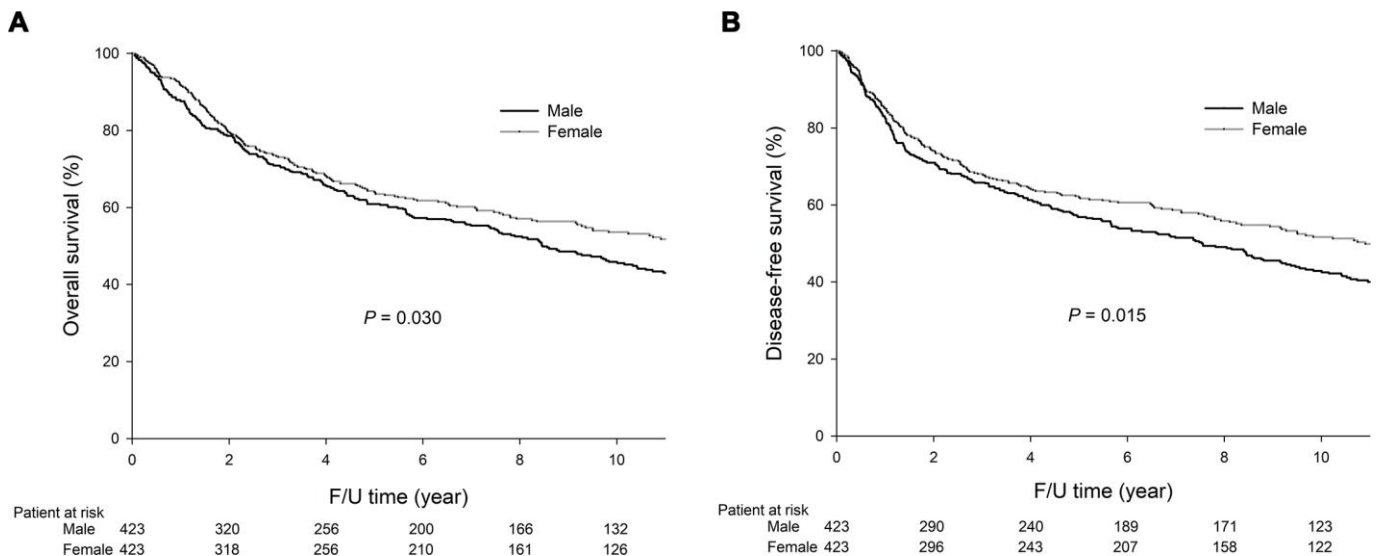 A
Overall survival (%)
100
80
60
40
20
0
Male
Female
P = 0.030
0 2 4 6 8 10
F/U time (year)
Patient at risk
Male 423 320 256 200 166 132
Female 423 318 256 210 161 126
B
Disease-free survival (%)
100
80
60
40
20
0
Male
Female
P = 0.015
0 2 4 6 8 10
F/U time (year)
Patient at risk
Male 423 290 240 189 171 123
Female 423 296 243 207 158 122